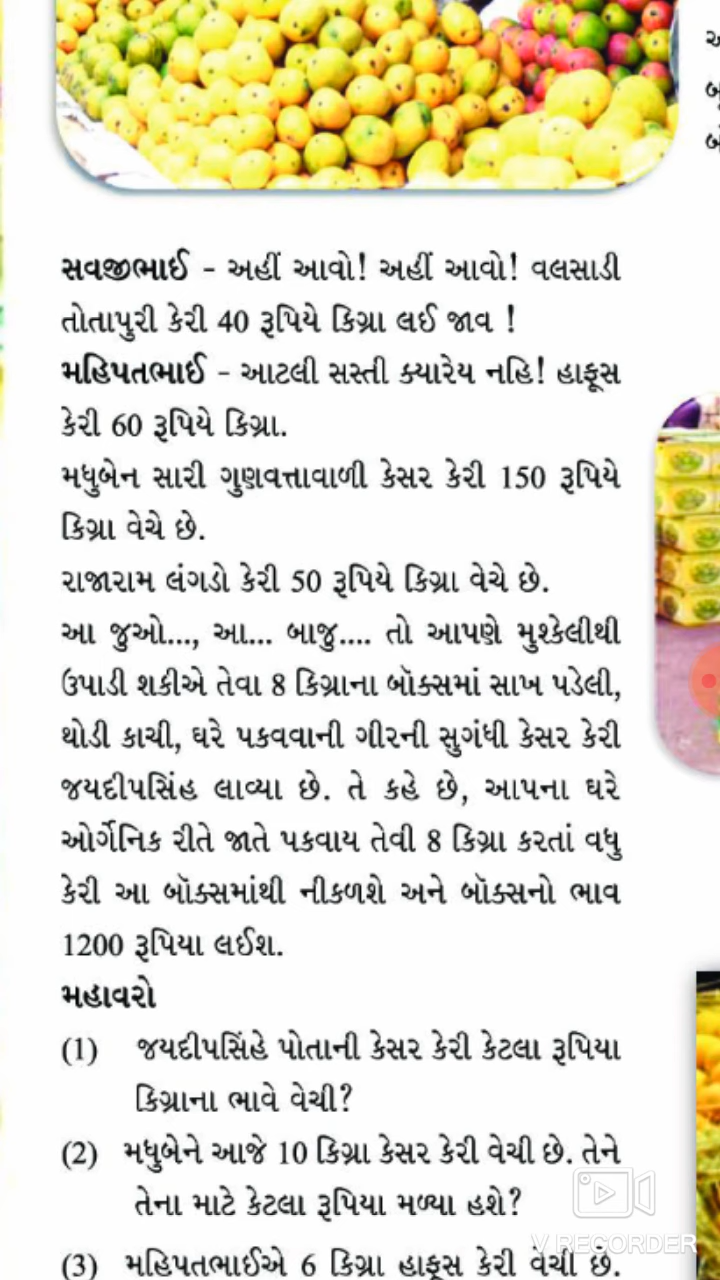 સવજીભાઈ - અહીં આવો! અહીં આવો! વલસાડી
તોતાપુરી કેરી 40 રૂપિયે કિગ્રા લઈ જાવ !
મહિપતભાઈ - આટલી સસ્તી ક્યારેય નહિ! હાફૂસ
કેરી 60 રૂપિયે કિગ્રા.
મધુબેન સારી ગુણવત્તાવાળી કેસર કેરી 150 રૂપિયે
કિગ્રા વેચે છે.
રાજારામ લંગડો કેરી 50 રૂપિયે કિગ્રા વેચે છે.
આ જુઓ..., આ... બાજુ.... તો આપણે મુશ્કેલીથી
ઉપાડી શકીએ તેવા 8 કિગ્રાના બૉક્સમાં સાખ પડેલી,
થોડી કાચી, ઘરે પકવવાની ગીરની સુગંધી કેસર કેરી
જયદીપસિંહ લાવ્યા છે. તે કહે છે, આપના ઘરે
ઓર્ગેનિક રીતે જાતે પકવાય તેવી 8 કિગ્રા કરતાં વધુ
કેરી આ બૉક્સમાંથી નીકળશે અને બૉક્સનો ભાવ
1200 રૂપિયા લઈશ.
મહાવરો
(1) જયદીપસિંહે પોતાની કેસર કેરી કેટલા રૂપિયા
કિગ્રાના ભાવે વેચી?
(2) મધુબેને આજે 10 કિગ્રા કેસર કેરી વેચી છે. તેને
તેના માટે કેટલા રૂપિયા મળ્યા હશે?
(3) મહિપતભાઈએ 6 કિગ્રા હાફૂસ કેરી વેચી છે.
V RECORDER